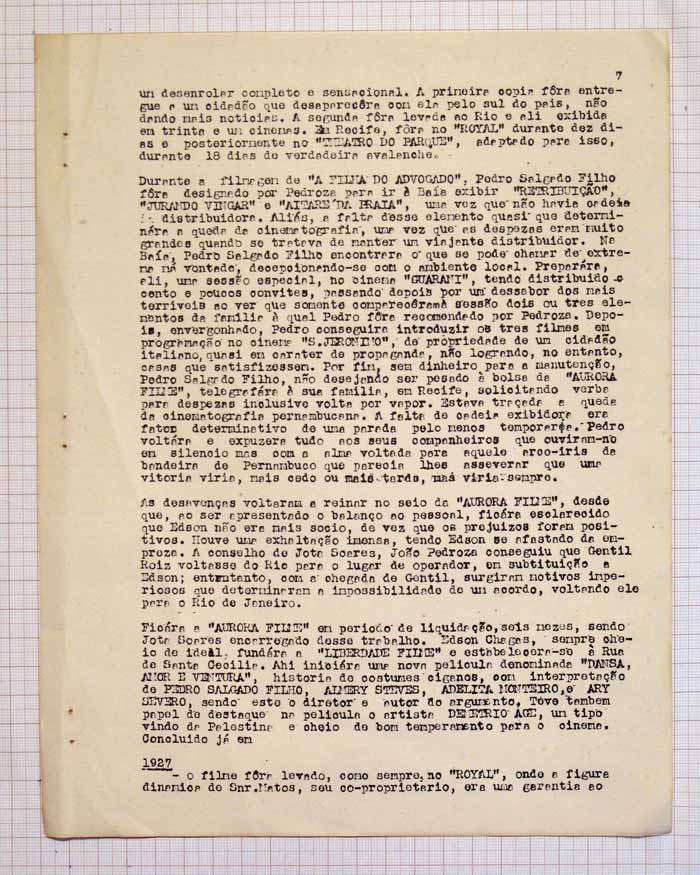 7
um desenrolar completo e sensacional. A primeira copia fôra entre-
gue a um cidadão que desaparecêra com ela pelo sul do país, não
dando mais noticias. A segunda fôra levada ao Rio e ali exibida
em trinta e um cinemas. Em Recife, fôra no "ROYAL" durante dez di-
as e posteriormente no "THEATRO DO PARQUE", adaptado para isso,
durante 18 dias de verdadeira avalanche.
Durante a filmagem de "A FILHA DO ADVOGADO", Pedro Salgado Filho
fôra designado por Pedroza para ir à Baía exibir "RETRIBUIÇÃO",
"JURANDO VINGAR" e "AITARÉ DA PRAIA", uma vez que não havia cadeia
distribuidora. Aliás, a falta desse elemento quasi que determi-
nára a queda da cinematografia, uma vez que as despezas eram muito
grandes quando se tratava de manter um viajante distribuidor. Na
Baía, Pedro Salgado Filho encontrara o que se pode chamar de extre-
ma má vontade, decepcionando-se com o ambiente local. Preparára,
ali, uma sessão especial, no cinema "GUARANI", tendo distribuido
cento e poucos convites, passando depois por um dessabor dos mais
terriveis ao ver que somente comparecêram à sessão dois ou tres ele-
mentos da familia à qual Pedro fôra recomendado por Pedroza. Depo-
is, envergonhado, Pedro conseguira introduzir os tres filmes em
programação no cinema "S.JERONIMO", de propriedade de um cidadão
italiano,quasi em carater de propaganda, não logrando, no entanto,
casas que satisfizessem. Por fim, sem dinheiro para a manutenção,
Pedro Salgado Filho, não desejando ser pesado à bolsa da "AURORA
FILME", telegrafára à sua familia, em Recife, solicitando verba
para despezas inclusive volta por vapor. Estava traçada a queda
da cinematografia pernambucana. A falta de cadeia exibidora era
fator determinativo de uma parada pelo menos temporaria. Pedro
voltára e expuzera tudo aos seus companheiros que ouviram-no
em silencio mas com a alma voltada para aquele arco-iris da
bandeira de Pernambuco que parecia lhes asseverar que uma
vitoria viria, mais cedo ou mais tarde, mas viria sempre.
As desavenças voltaram a reinar no seio da "AURORA FILME", desde
que, ao ser apresentado o balanço ao pessoal, ficára esclarecido
que Edson não era mais socio, de vez que os prejuizos foram posi-
tivos. Houve uma exhaltação imensa, tendo Edson se afastado da em-
preza. A conselho de Jota Soares, João Pedroza conseguiu que Gentil
Roiz voltasse do Rio para o lugar de operador, em substituição a
Edson; entrtanto, com a chegada de Gentil, surgiram motivos impe-
riosos que determinaram a impossibilidade de um acordo, voltando ele
para o Rio de Janeiro.
Ficára a "AURORA FILME" em periodo de liquidação,seis mezes, sendo
Jota Soares encarregado desse trabalho. Edson Chagas, sempre che-
io de ideal, fundára a "LIBERDADE FILME" e estabelecera-se à Rua
de Santa Cecilia. Ahi iniciára uma nova pelicula denominada "DANSA,
AMOR E VENTURA", historia de costumes ciganos, com interpretação
de PEDRO SALGADO FILHO, ALMERY STEVES, ADELITA MONTEIRO,e ARY
SEVERO, sendo este o diretor e autor do argumento. Teve tambem
papel de destaque na pelicula o artista DEMETRIO AGE, um tipo
vindo da Palestina e cheio de bom temperamento para o cinema.
Concluido já em
1927
- o filme fôra levado, como sempre, no "ROYAL", onde a figura
dinamica de Snr.Matos, seu co-proprietario, era uma garantia ao